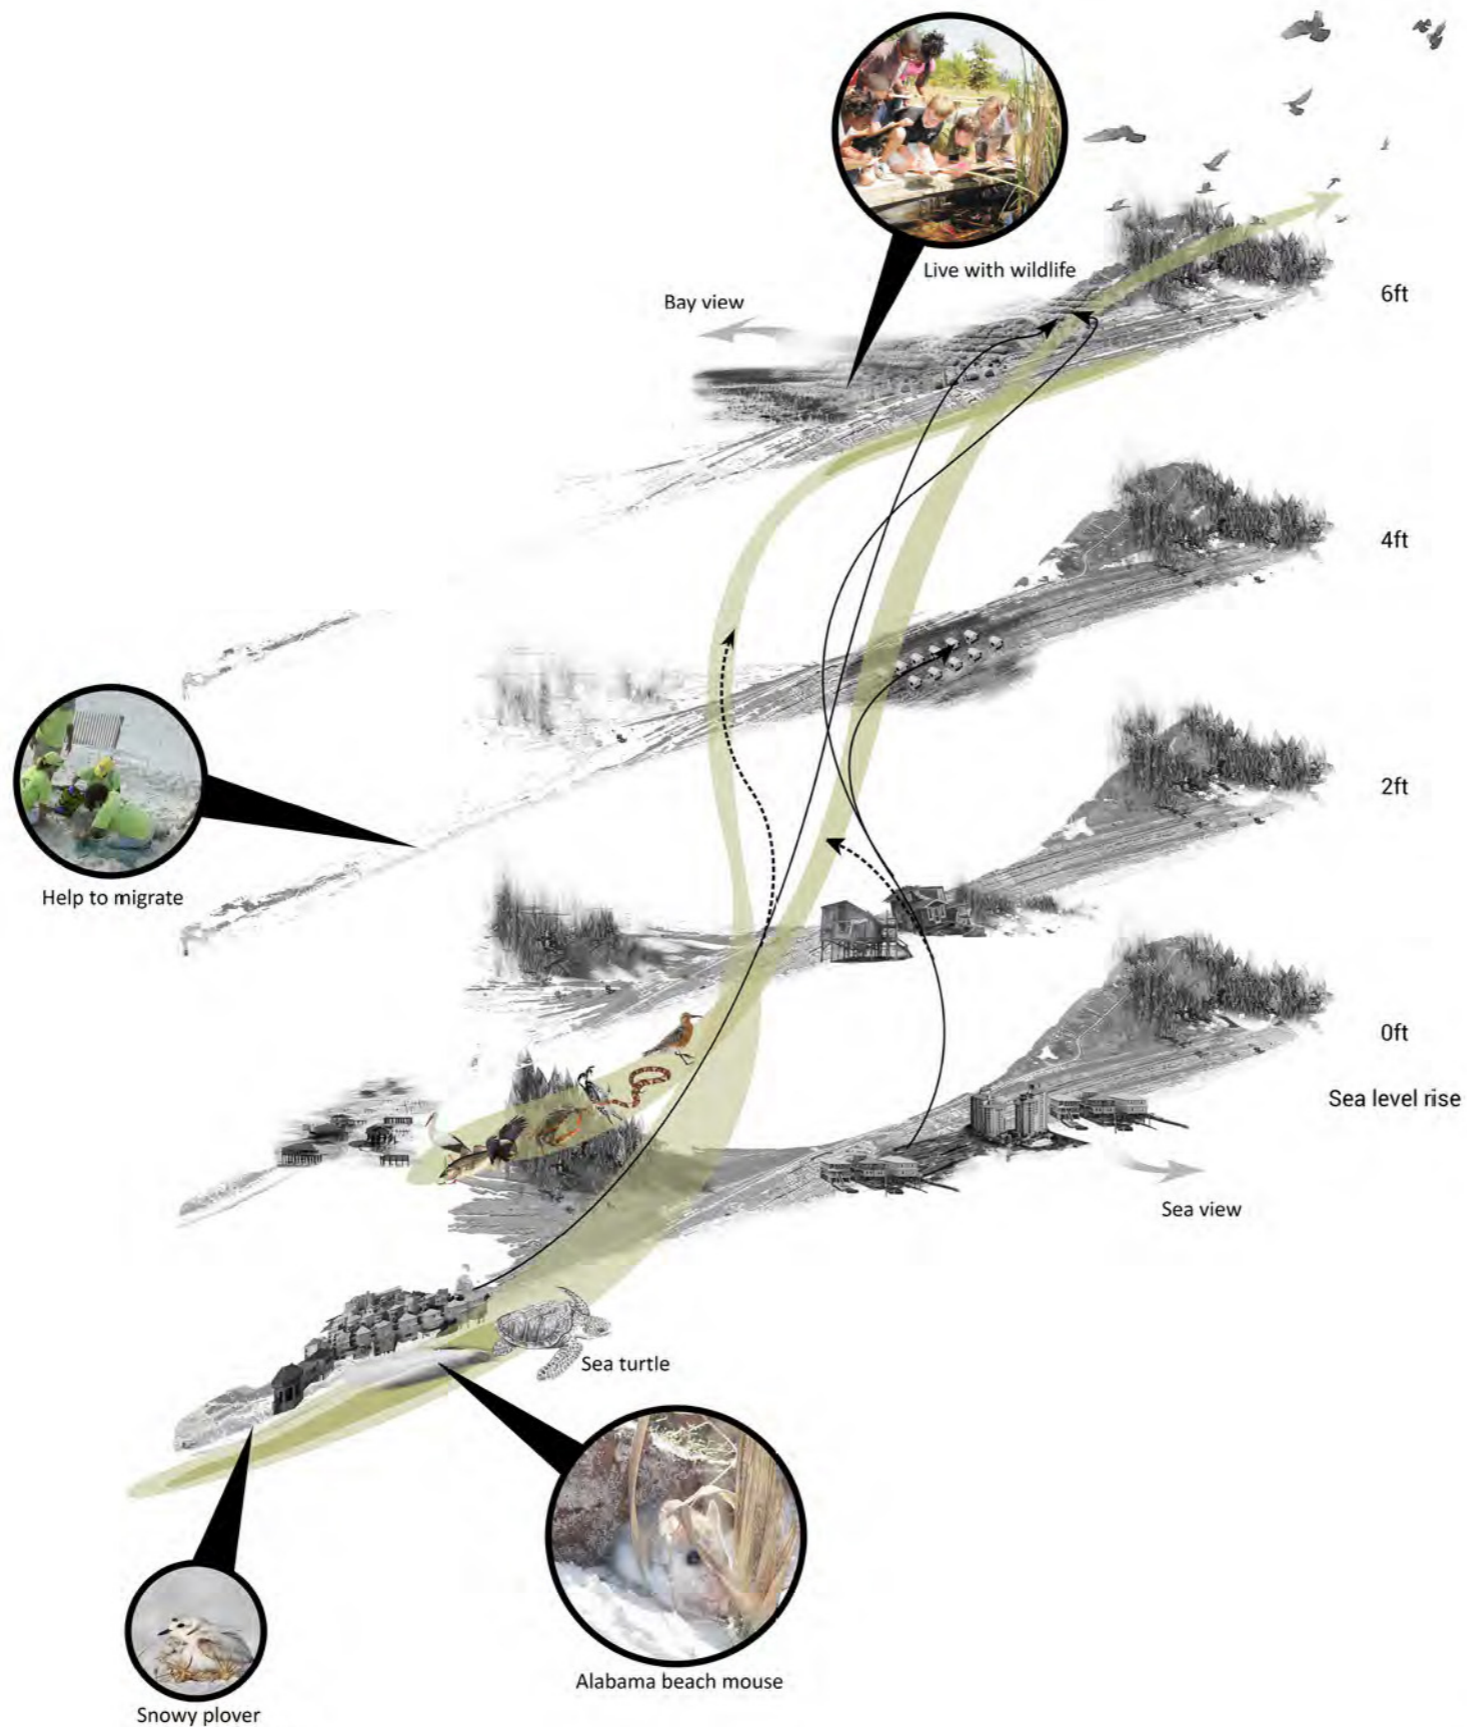 Live with wildlife
Bay view
6ft
4ft
2ft
Help to migrate
0ft
Sea level rise
Sea view
Sea turtle
Alabama beach mouse
Snowy plover